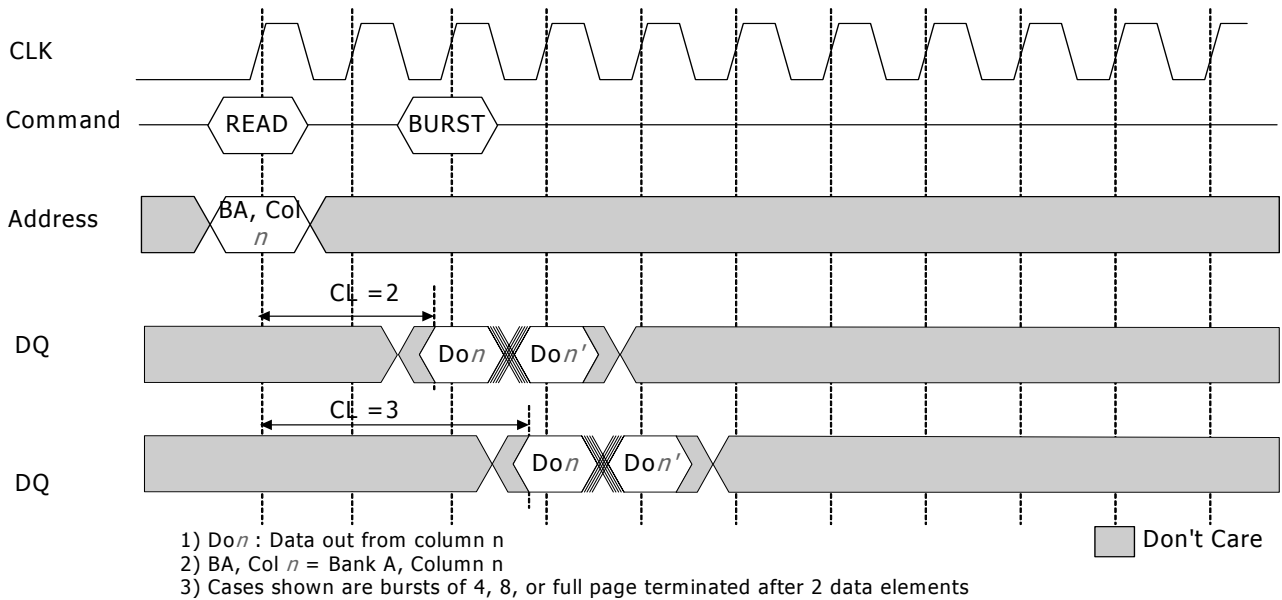 CLK
Command
READ
BURST
Address
BA, Col
n
CL =2
DQ
Don
Don'
CL =3
DQ
Don
Don'
1) Don : Data out from column n
2) BA, Col n = Bank A, Column n
3) Cases shown are bursts of 4, 8, or full page terminated after 2 data elements
Don't Care